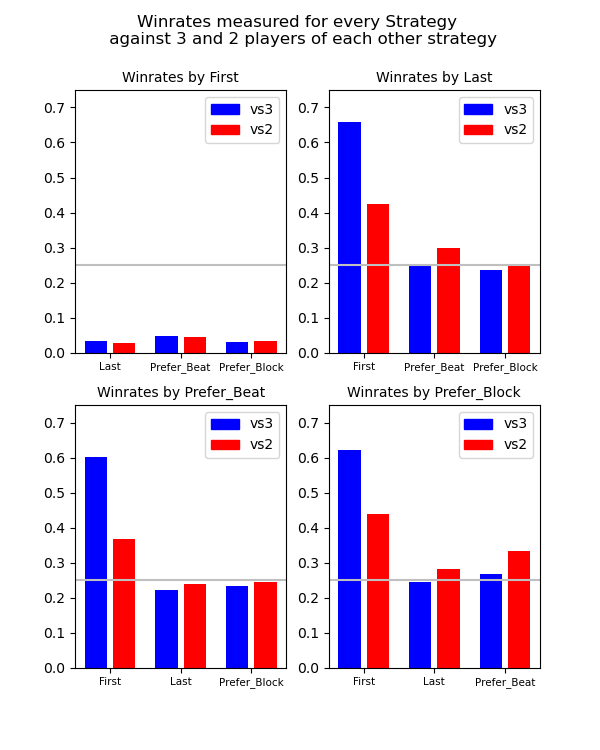 Winrates measured for every Strategy
against 3 and 2 players of each other strategy
Winrates by First
0.7
0.6
0.5
0.4
0.3
0.2
0.1
0.0
vs3
vs2
Last
Prefer_Beat
Prefer_Block
Winrates by Last
0.7
0.6
0.5
0.4
0.3
0.2
0.1
0.0
vs3
vs2
First
Prefer_Beat
Prefer_Block
Winrates by Prefer_Beat
0.7
0.6
0.5
0.4
0.3
0.2
0.1
0.0
vs3
vs2
First
Last
Prefer_Block
Winrates by Prefer_Block
0.7
0.6
0.5
0.4
0.3
0.2
0.1
0.0
vs3
vs2
First
Last
Prefer_Beat